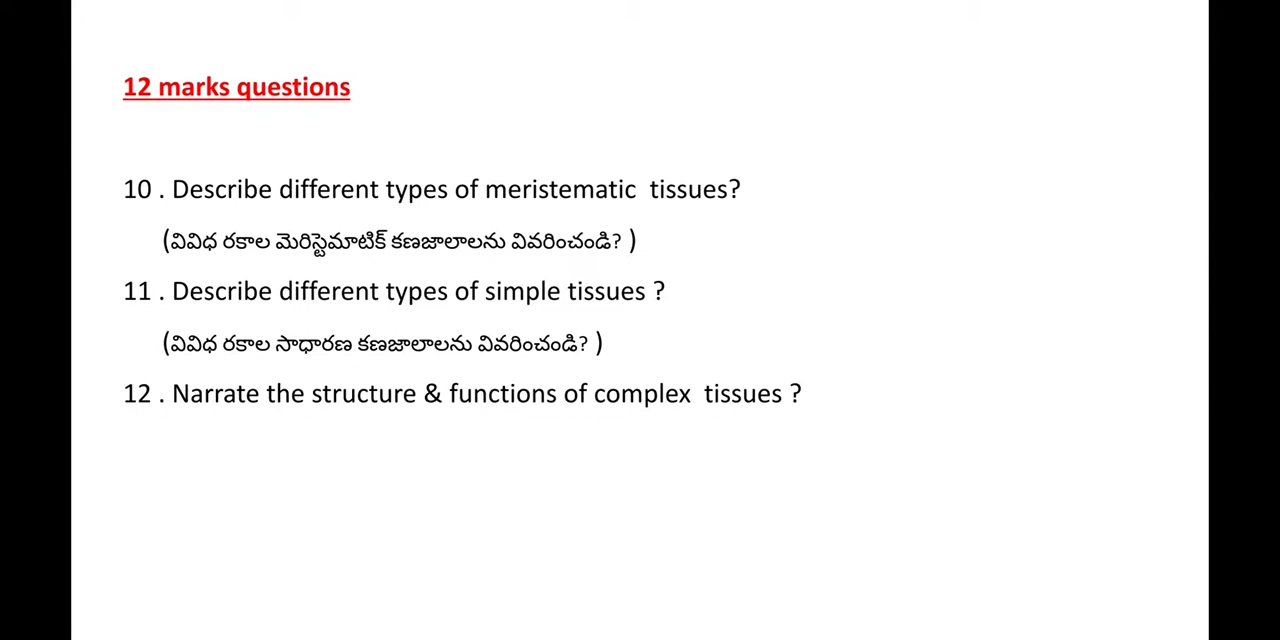 12 marks questions
10 . Describe different types of meristematic tissues?
(వివిధ రకాల మెరిస్టెమాటిక్ కణజాలాలను వివరించండి? )
11 . Describe different types of simple tissues ?
(వివిధ రకాల సాధారణ కణజాలాలను వివరించండి? )
12 . Narrate the structure & functions of complex tissues ?